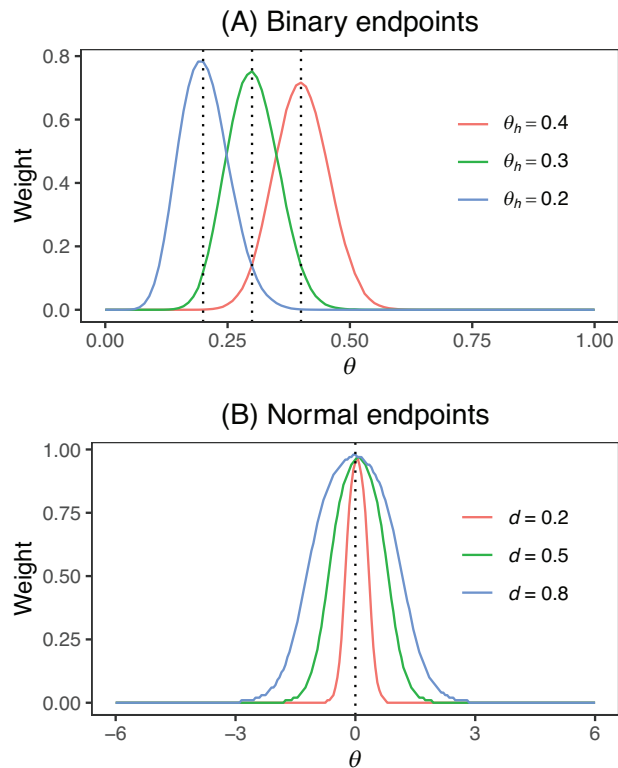 (A) Binary endpoints
Weight
0.8
0.6
0.4
0.2
0.0
θh = 0.4
θh = 0.3
θh = 0.2
0.00
0.25
0.50
0.75
1.00
θ
(B) Normal endpoints
Weight
1.00
0.75
0.50
0.25
0.00
d = 0.2
d = 0.5
d = 0.8
−6
−3
0
3
6
θ